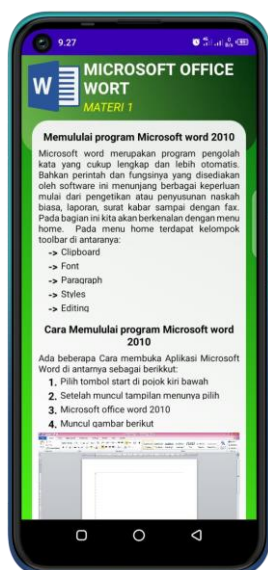 9.27
MICROSOFT OFFICE
WORT
MATERI 1
Memululai program Microsoft word 2010
Microsoft word merupakan program pengolah
kata yang cukup lengkap dan lebih otomatis.
Bahkan perintah dan fungsinya yang disediakan
oleh software ini menunjang berbagai keperluan
mulai dari pengetikan atau penyusunan naskah
biasa, laporan, surat kabar sampai dengan fax.
Pada bagian ini kita akan berkenalan dengan menu
home. Pada menu home terdapat kelompok
toolbar di antaranya:
-> Clipboard
-> Font
-> Paragraph
-> Styles
-> Editing
Cara Memululai program Microsoft word
2010
Ada beberapa Cara membuka Aplikasi Microsoft
Word di antarnya sebagai berikkut:
1. Pilih tombol start di pojok kiri bawah
2. Setelah muncul tampilan menunya pilih
3. Microsoft office word 2010
4. Muncul gambar berikut